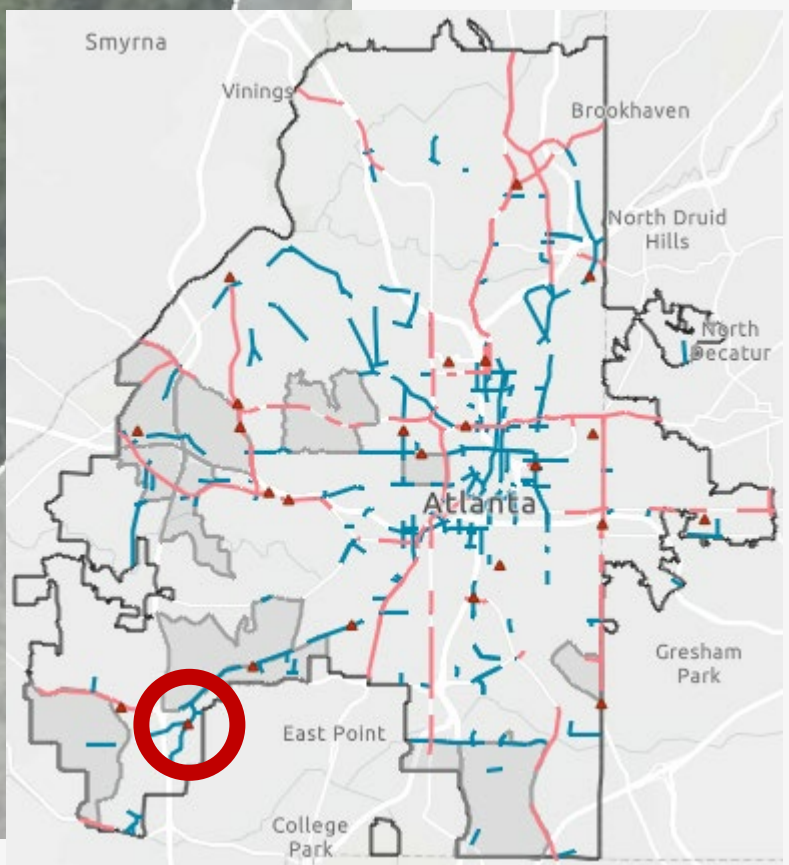 Smyrna
Vinings
Brookhaven
North Druid
Hills
North
Decatur
Atlanta
Gresham
Park
East Point
College
Park